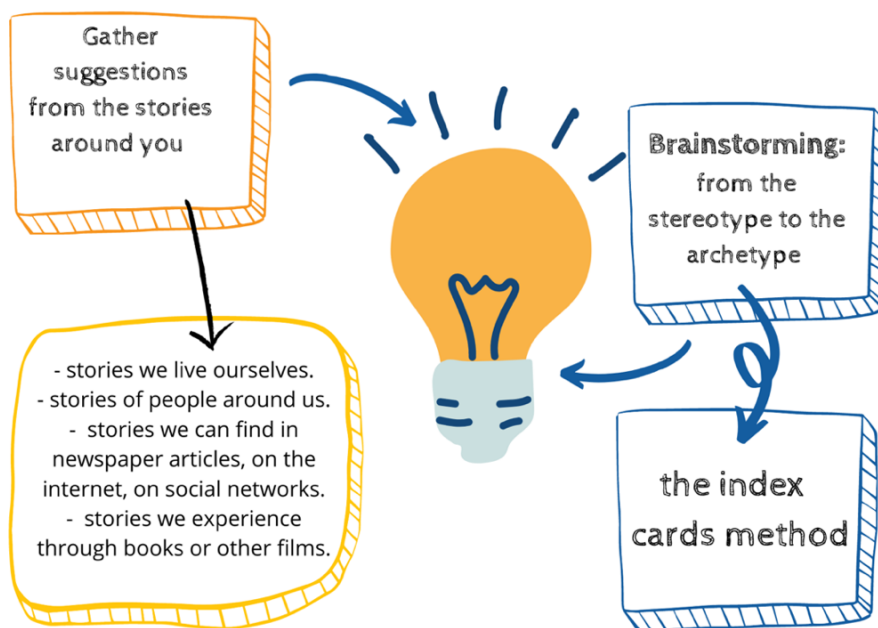 Gather
suggestions
from the stories
around you
- stories we live ourselves.
- stories of people around us.
- stories we can find in
newspaper articles, on the
internet, on social networks.
- stories we experience
through books or other films.
Brainstorming:
from the
stereotype to the
archetype
the index
cards method